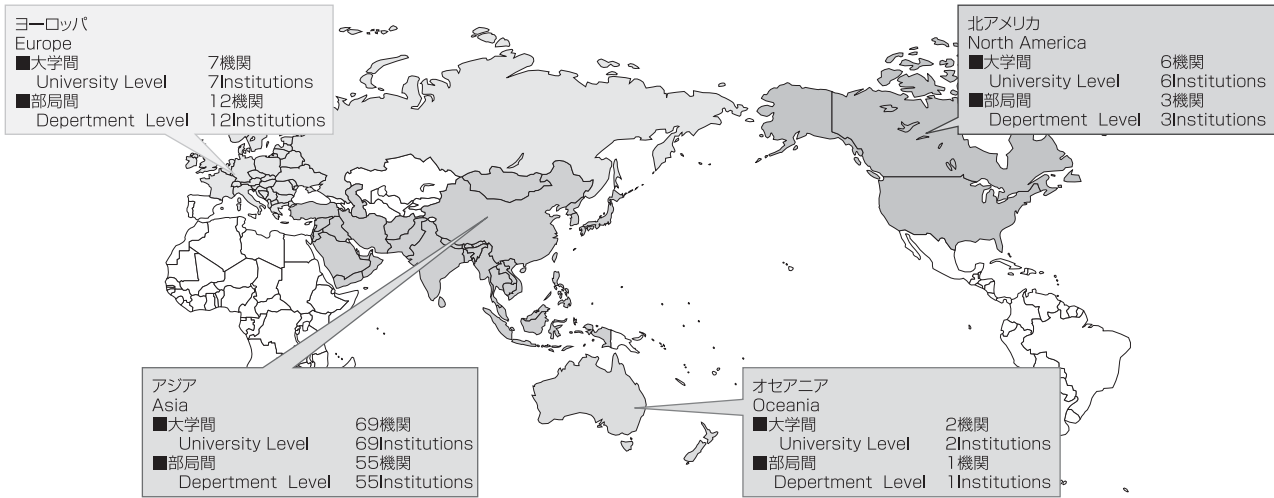 ヨーロッパ
Europe
■大学間 7機関
University Level 7Institutions
■部局間 12機関
Depertment Level 12Institutions
北アメリカ
North America
■大学間 6機関
University Level 6Institutions
■部局間 3機関
Depertment Level 3Institutions
アジア
Asia
■大学間 69機関
University Level 69Institutions
■部局間 55機関
Depertment Level 55Institutions
オセアニア
Oceania
■大学間 2機関
University Level 2Institutions
■部局間 1機関
Depertment Level 1Institutions